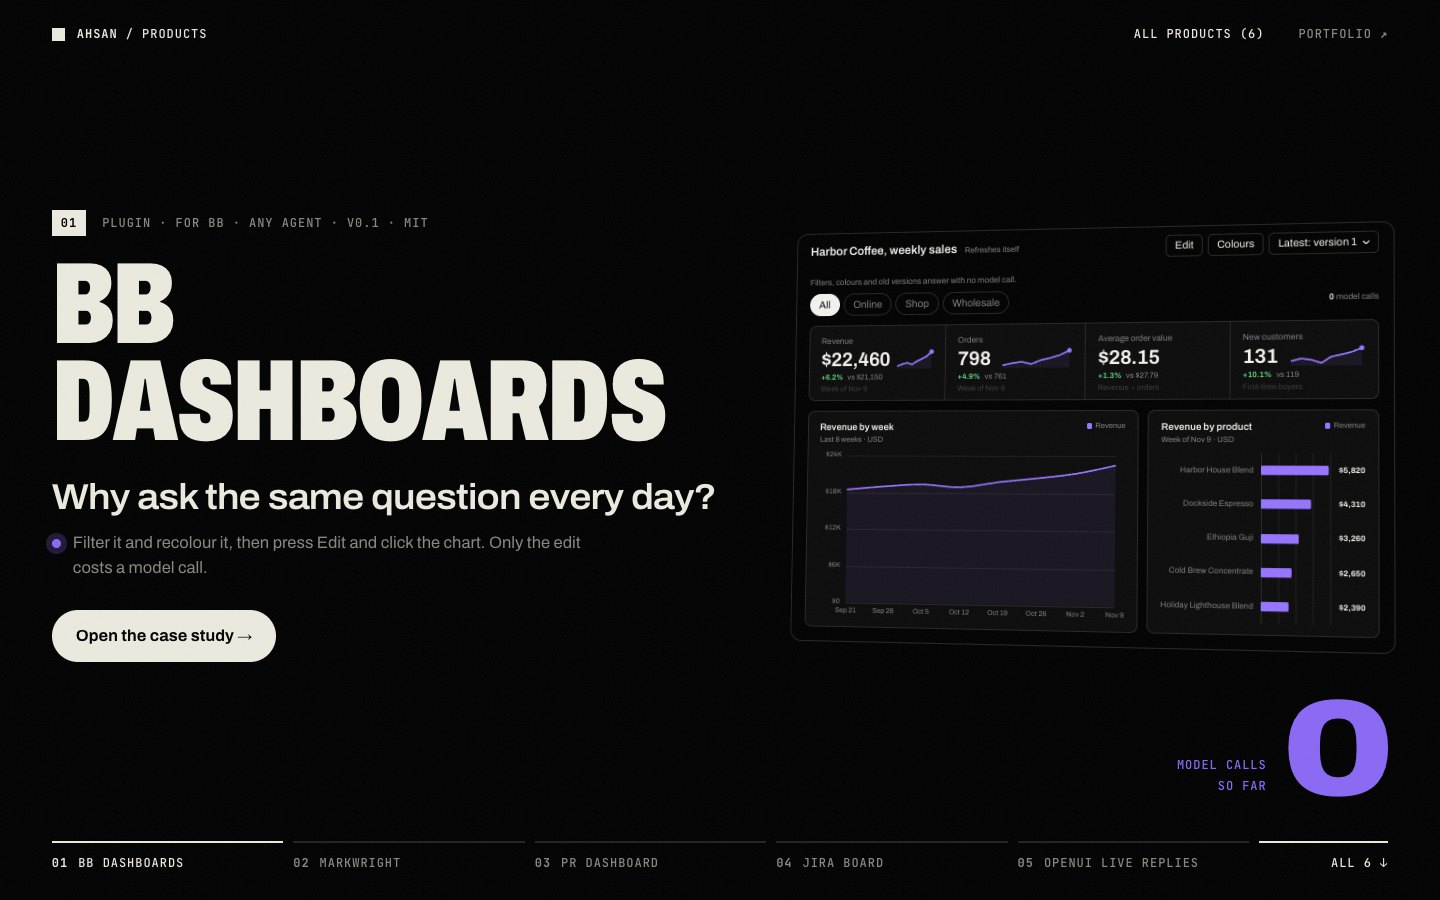 AHSAN / PRODUCTS
ALL PRODUCTS (6)
PORTFOLIO ↗
01
PLUGIN · FOR BB · ANY AGENT · V0.1 · MIT
BB
DASHBOARDS
Why ask the same question every day?
Filter it and recolour it, then press Edit and click the chart. Only the edit
costs a model call.
Open the case study →
Harbor Coffee, weekly sales
Refreshes itself
Edit
Colours
Latest: version 1
Filters, colours and old versions answer with no model call.
All
Online
Shop
Wholesale
0 model calls
Revenue
$22,460
+6.2% vs $21,150
Week of Nov 9
Orders
798
+4.9% vs 761
Week of Nov 9
Average order value
$28.15
+1.3% vs $27.79
Revenue ÷ orders
New customers
131
+10.1% vs 119
First-time buyers
Revenue by week
Last 8 weeks · USD
Revenue
$24K
$18K
$12K
$6K
$0
Sep 21
Sep 28
Oct 5
Oct 12
Oct 19
Oct 26
Nov 2
Nov 9
Revenue by product
Week of Nov 9 · USD
Revenue
Harbor House Blend
$5,820
Dockside Espresso
$4,310
Ethiopia Guji
$3,260
Cold Brew Concentrate
$2,650
Holiday Lighthouse Blend
$2,390
MODEL CALLS
SO FAR
0
01 BB DASHBOARDS
02 MARKWRIGHT
03 PR DASHBOARD
04 JIRA BOARD
05 OPENUI LIVE REPLIES
ALL 6 ↓